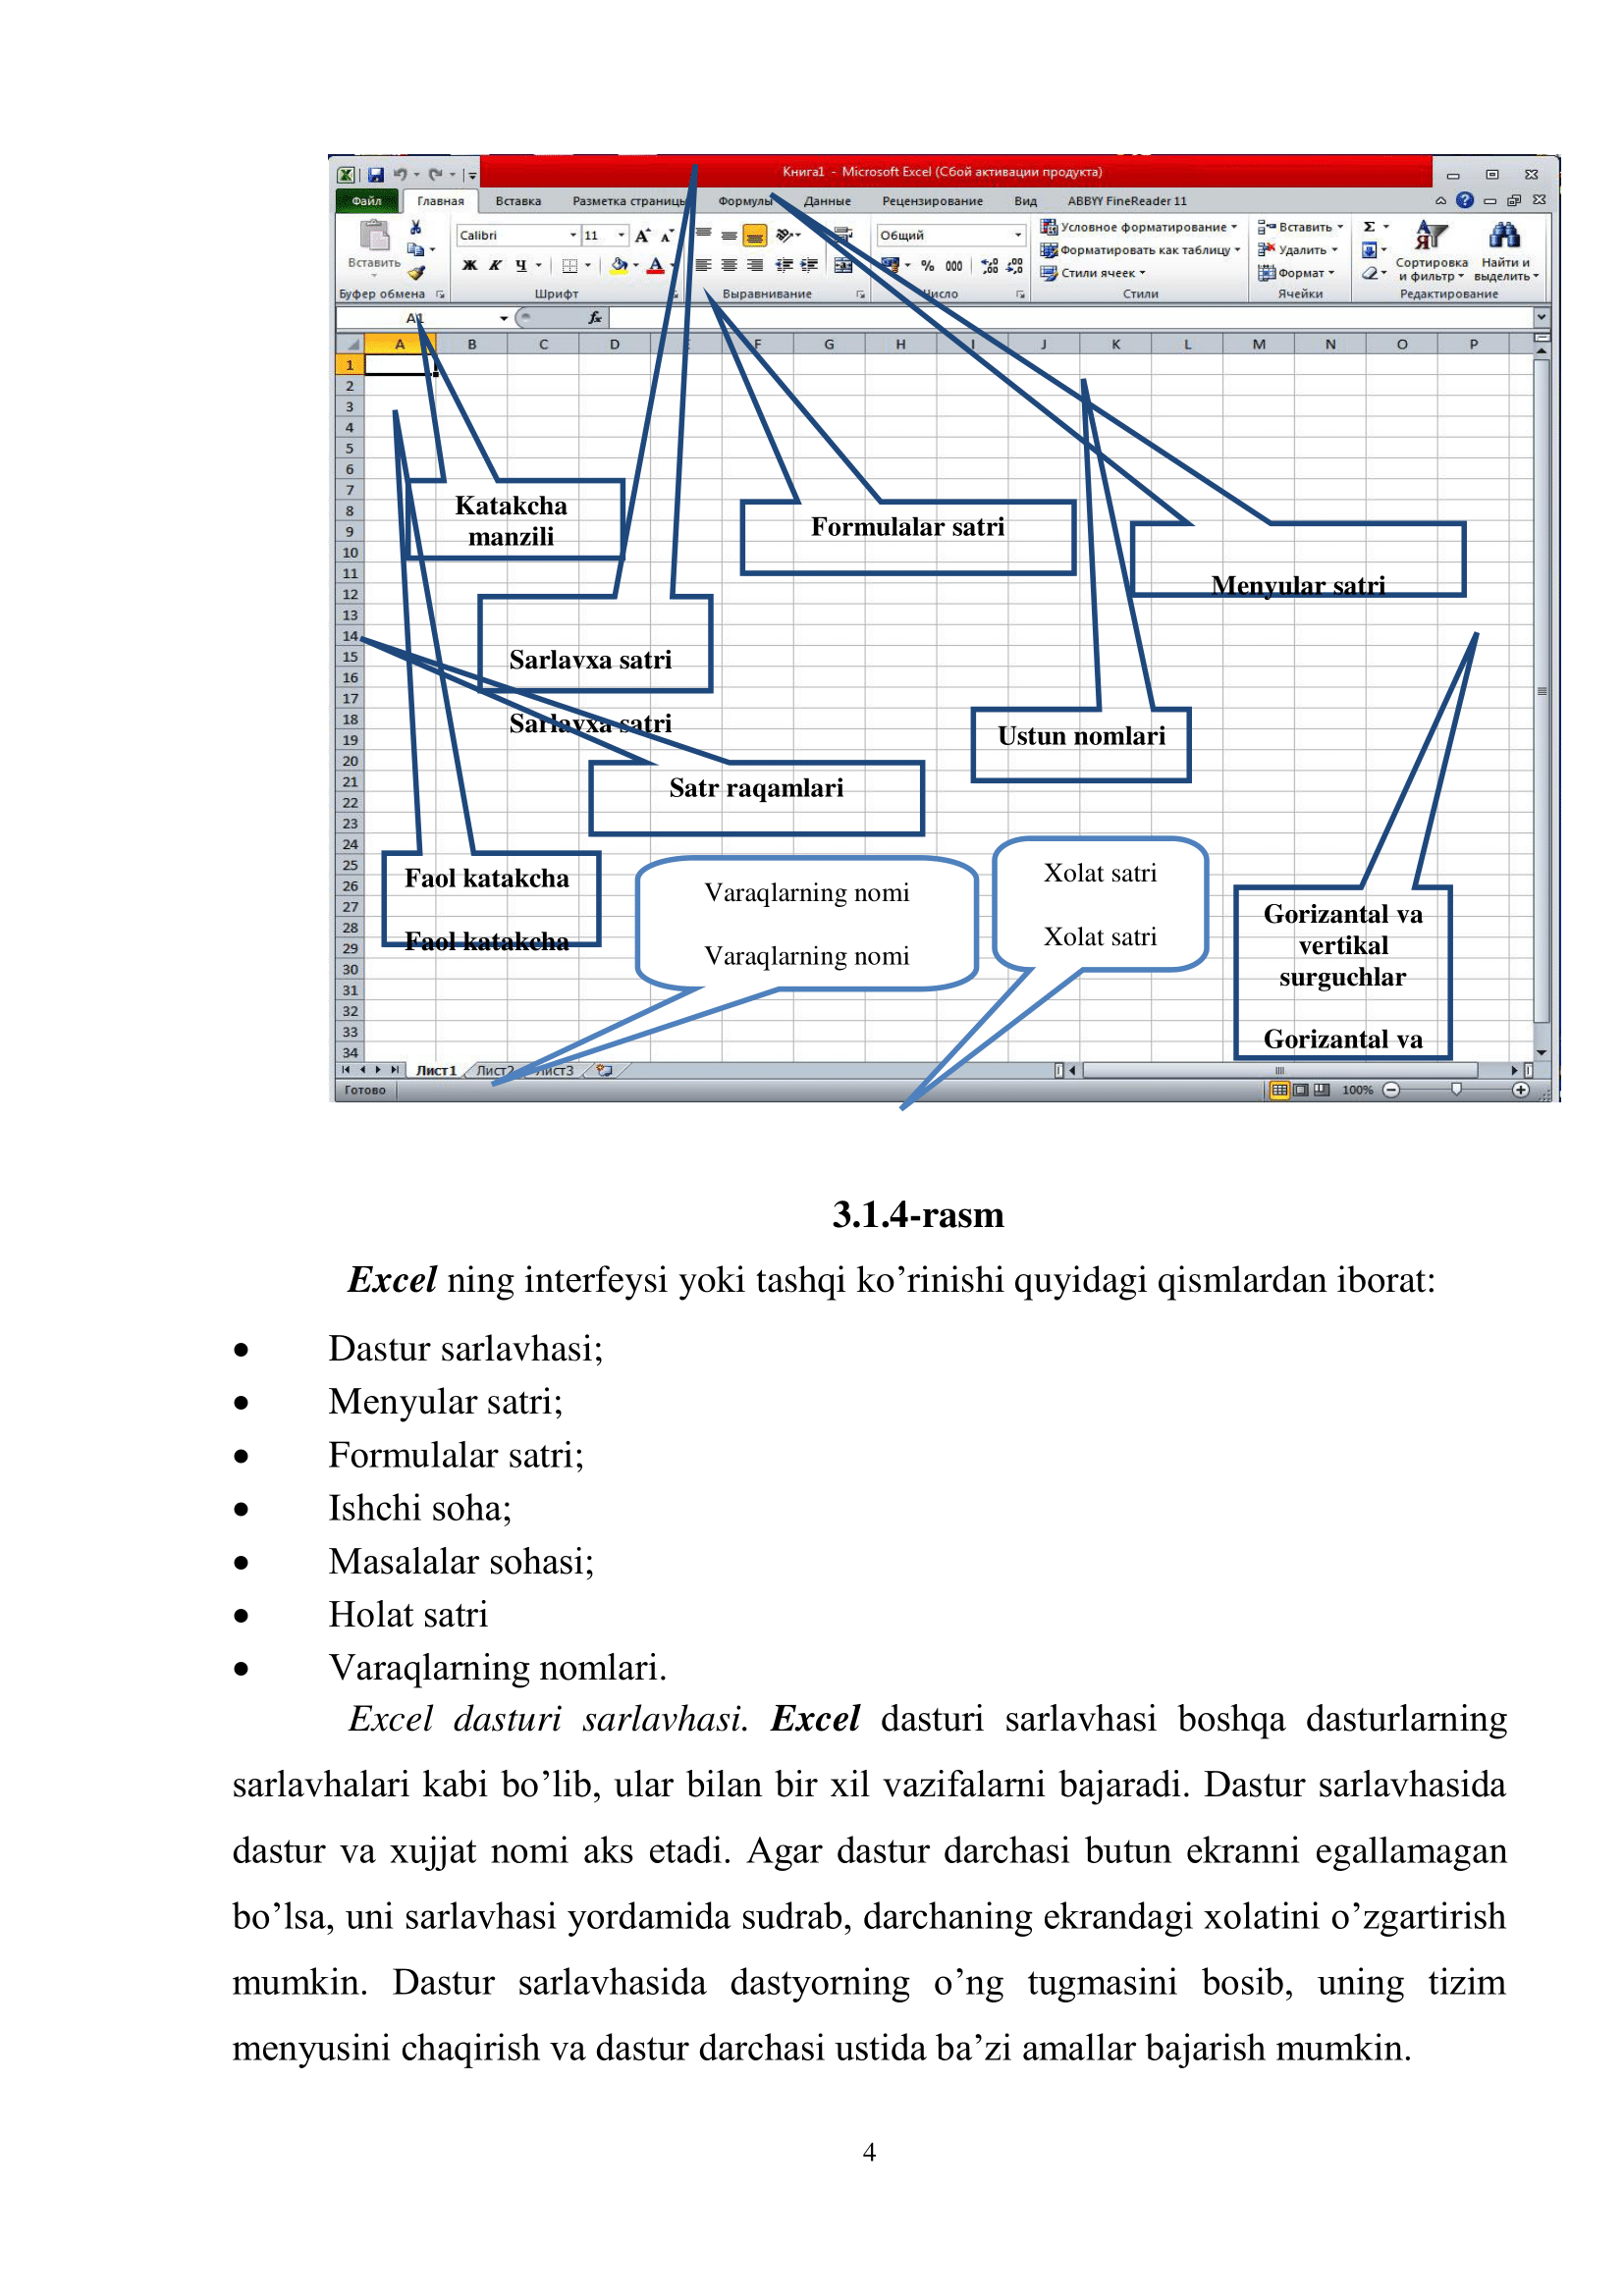 Книга1 - Microsoft Excel (Сбой активации продукта)
Файл Главная Вставка Разметка страницы Формулы Данные Рецензирование Вид ABBYY FineReader 11
Calibri 11 Общий Условное форматирование Вставить Σ
Форматировать как таблицу Удалить
Вставить Ж К Ч % 000 Стили ячеек Формат Сортировка и фильтр Найти и выделить
Буфер обмена Шрифт Выравнивание Число Стили Ячейки Редактирование
A1 fx
A B C D E F G H I J K L M N O P
1
2
3
4
5
6
7
8
9
10
11
12
13
14
15
16
17
18
19
20
21
22
23
24
25
26
27
28
29
30
31
32
33
34
Katakcha
manzili
Formulalar satri
Menyular satri
Sarlavxa satri
Sarlavxa satri
Ustun nomlari
Satr raqamlari
Faol katakcha
Faol katakcha
Varaqlarning nomi
Varaqlarning nomi
Xolat satri
Xolat satri
Gorizantal va
vertikal
surguchlar
Gorizantal va
Лист1 Лист2 Лист3
Готово 100%
3.1.4-rasm
Excel ning interfeysi yoki tashqi ko’rinishi quyidagi qismlardan iborat:
• Dastur sarlavhasi;
• Menyular satri;
• Formulalar satri;
• Ishchi soha;
• Masalalar sohasi;
• Holat satri
• Varaqlarning nomlari.
Excel dasturi sarlavhasi. Excel dasturi sarlavhasi boshqa dasturlarning
sarlavhalari kabi bo’lib, ular bilan bir xil vazifalarni bajaradi. Dastur sarlavhasida
dastur va xujjat nomi aks etadi. Agar dastur darchasi butun ekranni egallamagan
bo’lsa, uni sarlavhasi yordamida sudrab, darchaning ekrandagi xolatini o’zgartirish
mumkin. Dastur sarlavhasida dastyorning o’ng tugmasini bosib, uning tizim
menyusini chaqirish va dastur darchasi ustida ba’zi amallar bajarish mumkin.
4